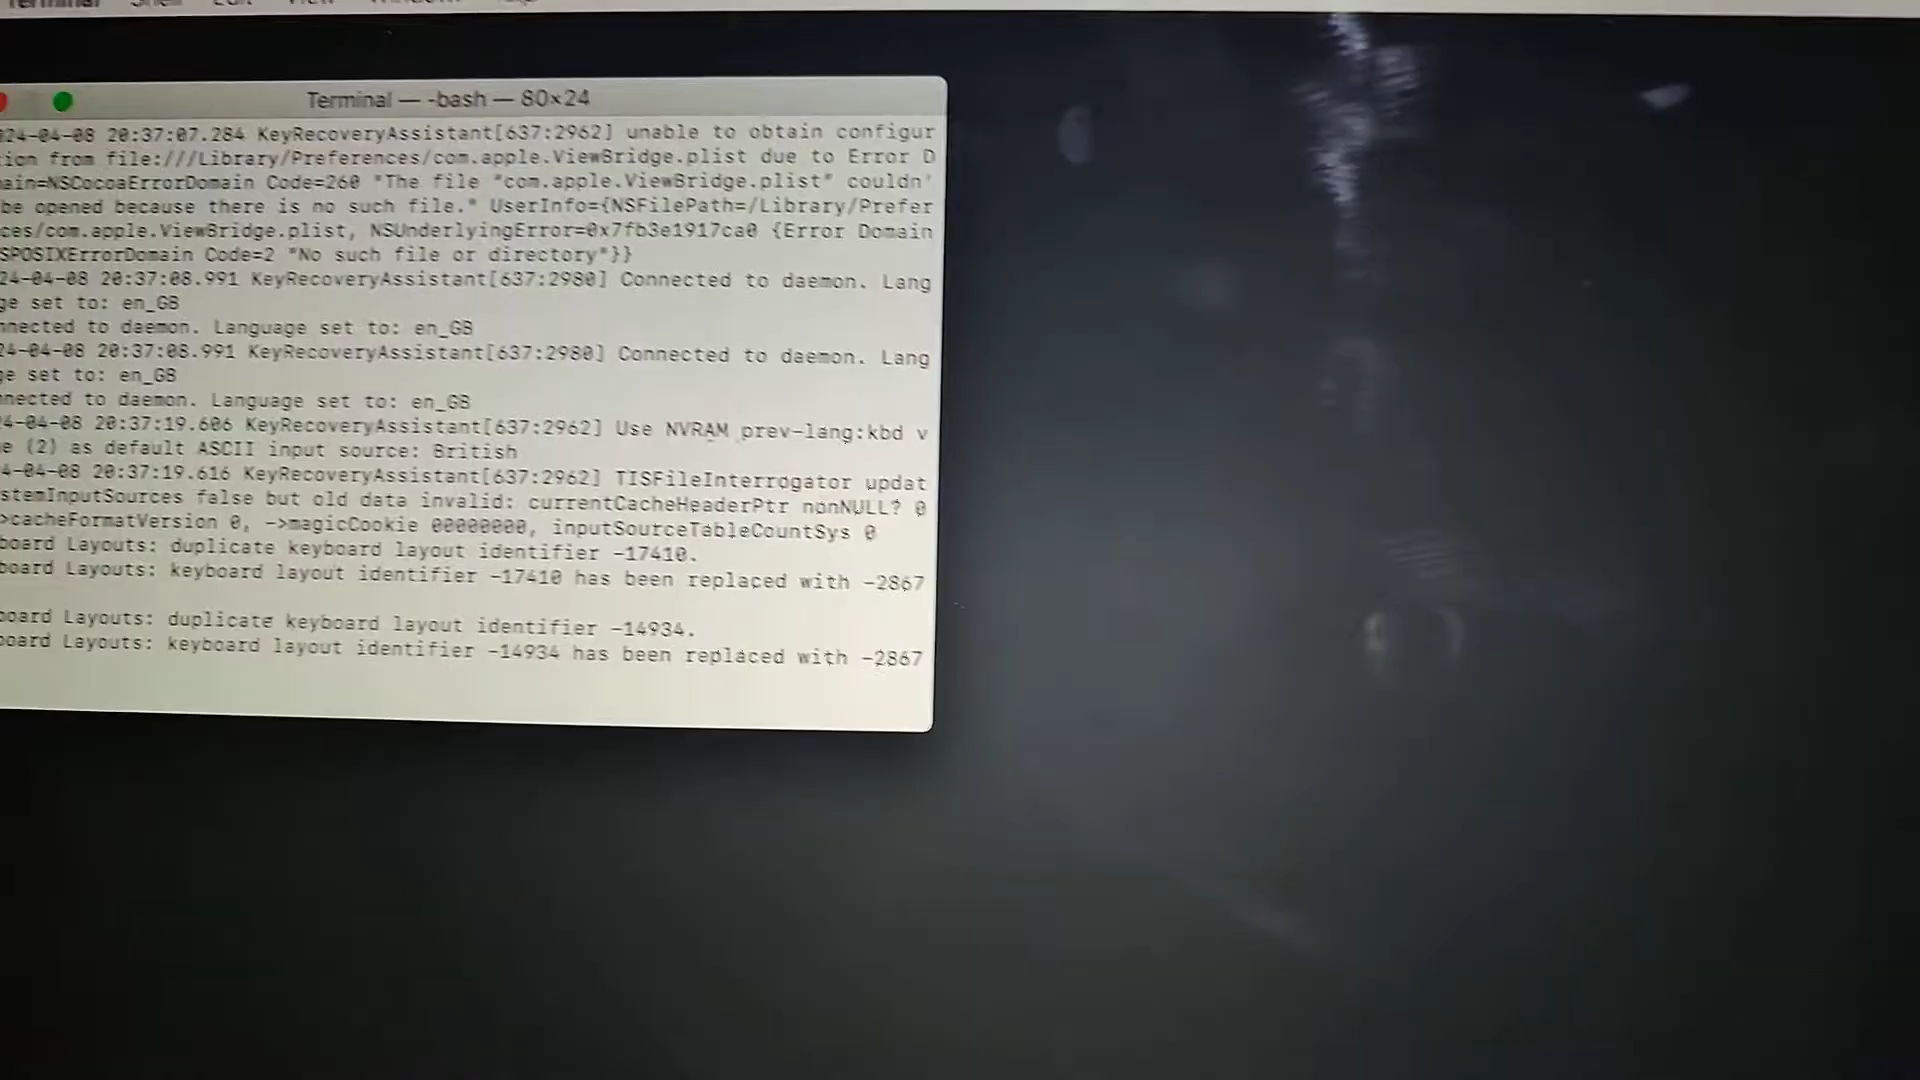 Terminal Shell Edit View Window Help
Terminal — -bash — 80×24
024-04-08 20:37:07.284 KeyRecoveryAssistant[637:2962] unable to obtain configur
tion from file:///Library/Preferences/com.apple.ViewBridge.plist due to Error D
ain=NSCocoaErrorDomain Code=260 "The file "com.apple.ViewBridge.plist" couldn'
be opened because there is no such file." UserInfo={NSFilePath=/Library/Prefer
ces/com.apple.ViewBridge.plist, NSUnderlyingError=0x7fb3e1917ca0 {Error Domain
SPOSIXErrorDomain Code=2 "No such file or directory"}}
24-04-08 20:37:08.991 KeyRecoveryAssistant[637:2980] Connected to daemon. Lang
ge set to: en_GB
nnected to daemon. Language set to: en_GB
24-04-08 20:37:08.991 KeyRecoveryAssistant[637:2980] Connected to daemon. Lang
ge set to: en_GB
nnected to daemon. Language set to: en_GB
4-04-08 20:37:19.606 KeyRecoveryAssistant[637:2962] Use NVRAM prev-lang:kbd v
e (2) as default ASCII input source: British
4-04-08 20:37:19.616 KeyRecoveryAssistant[637:2962] TISFileInterrogator updat
stemInputSources false but old data invalid: currentCacheHeaderPtr nonNULL? 0
>cacheFormatVersion 0, ->magicCookie 00000000, inputSourceTableCountSys 0
board Layouts: duplicate keyboard layout identifier -17410.
board Layouts: keyboard layout identifier -17410 has been replaced with -2867
board Layouts: duplicate keyboard layout identifier -14934.
board Layouts: keyboard layout identifier -14934 has been replaced with -2867